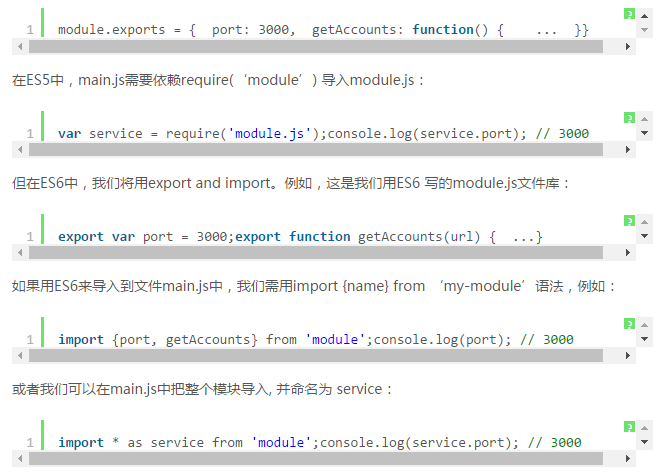 ?
1 module.exports = {  port: 3000,  getAccounts: function() {    ...  }}
在ES5中，main.js需要依赖require(‘module’) 导入module.js：
?
1 var service = require('module.js');console.log(service.port); // 3000
但在ES6中，我们将用export and import。例如，这是我们用ES6 写的module.js文件库：
?
1 export var port = 3000;export function getAccounts(url) {  ...}
如果用ES6来导入到文件main.js中，我们需用import {name} from ‘my-module’语法，例如：
?
1 import {port, getAccounts} from 'module';console.log(port); // 3000
或者我们可以在main.js中把整个模块导入, 并命名为 service：
?
1 import * as service from 'module';console.log(service.port); // 3000